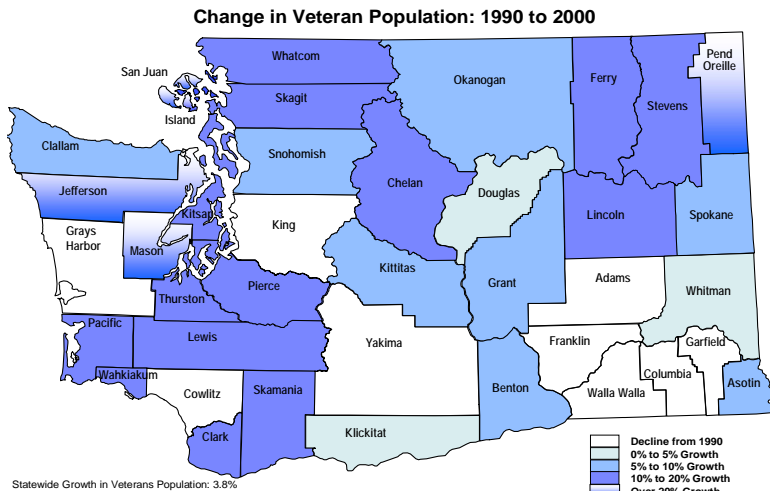 Change in Veteran Population: 1990 to 2000
Whatcom
Pend
Oreille
San Juan
Okanogan
Ferry
Skagit
Stevens
Island
Clallam
Snohomish
Chelan
Douglas
Jefferson
Kitsap
Lincoln
Spokane
Grays
Harbor
King
Mason
Kittitas
Grant
Adams
Pierce
Thurston
Whitman
Pacific
Lewis
Yakima
Franklin
Garfield
Wahkiakum
Cowlitz
Skamania
Benton
Walla Walla
Columbia
Asotin
Clark
Klickitat
Decline from 1990
0% to 5% Growth
5% to 10% Growth
10% to 20% Growth
Over 20% Growth
Statewide Growth in Veterans Population: 3.8%